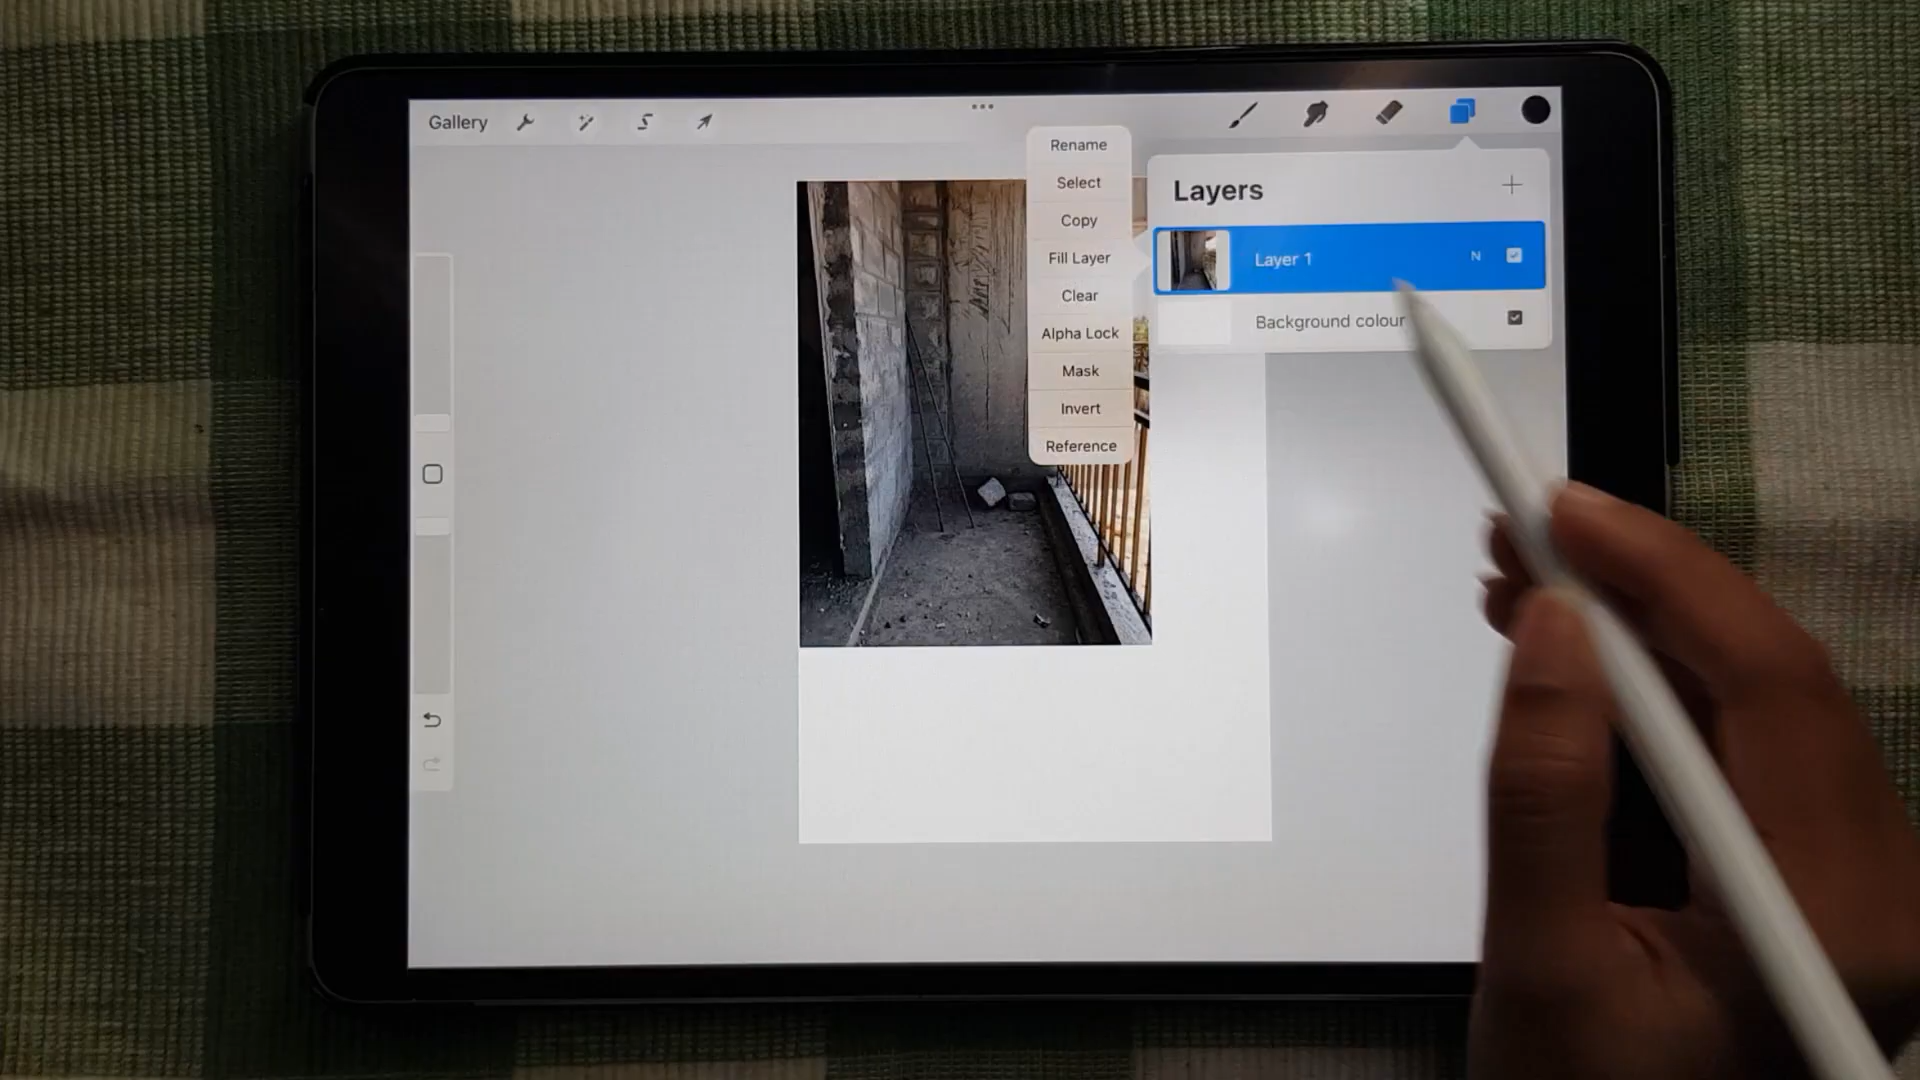 Gallery
Rename
Select
Copy
Fill Layer
Clear
Alpha Lock
Mask
Invert
Reference
Layers
Layer 1
N
Background colour